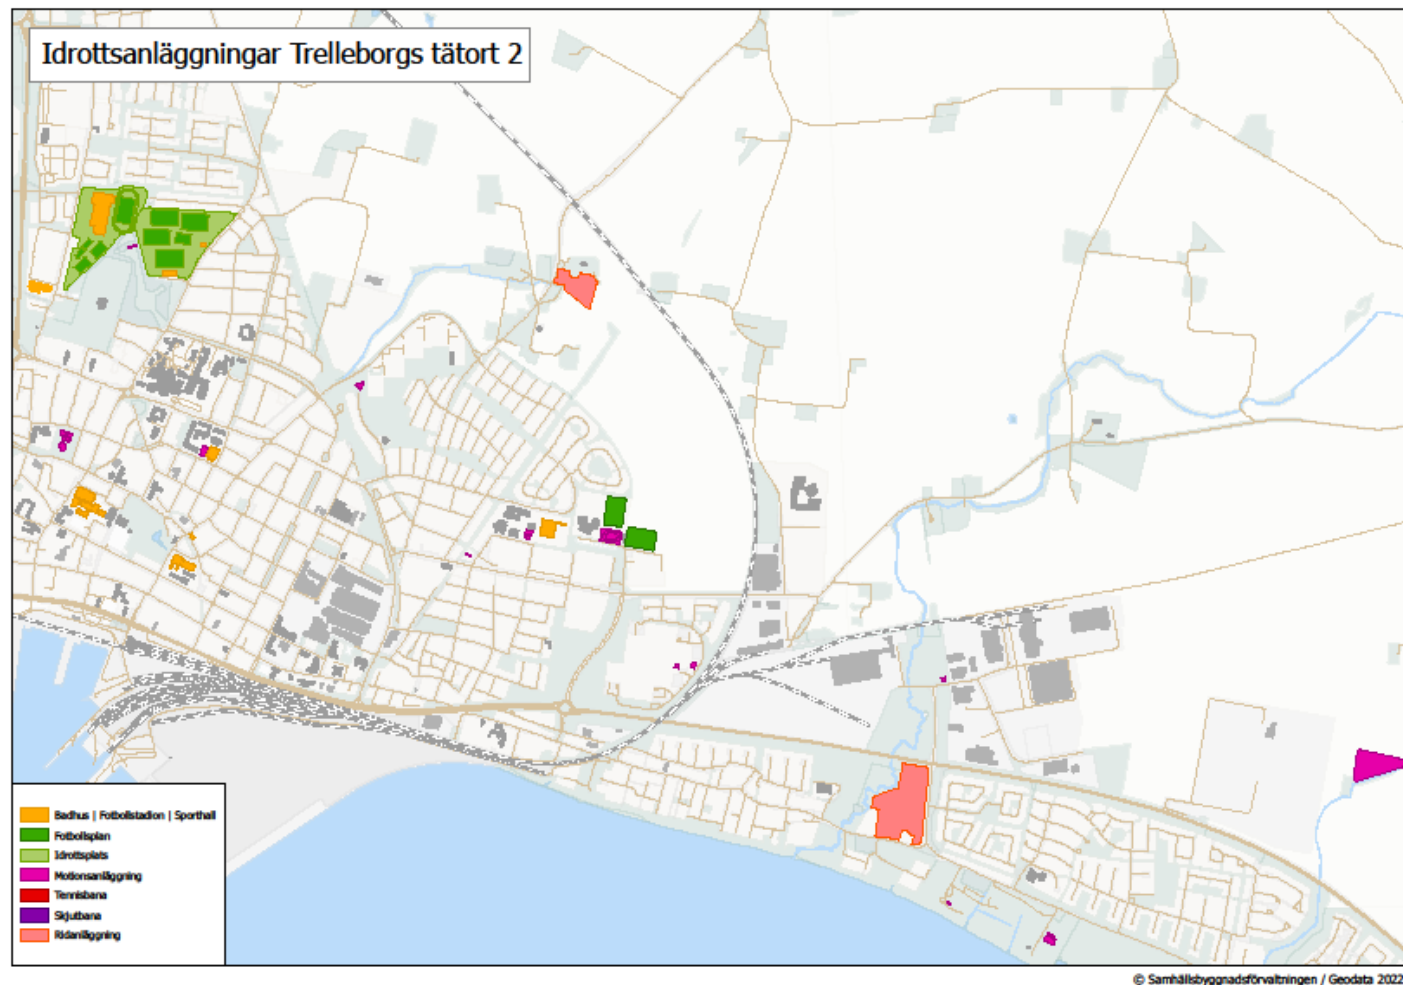 Idrottsanläggningar Trelleborgs tätort 2
Badhus | Fotbollstadion | Sporthall
Fotbollsplan
Idrottsplats
Motionsanläggning
Tennisbana
Skjutbana
Ridanläggning
© Samhällsbyggnadsförvaltningen / Geodata 2022